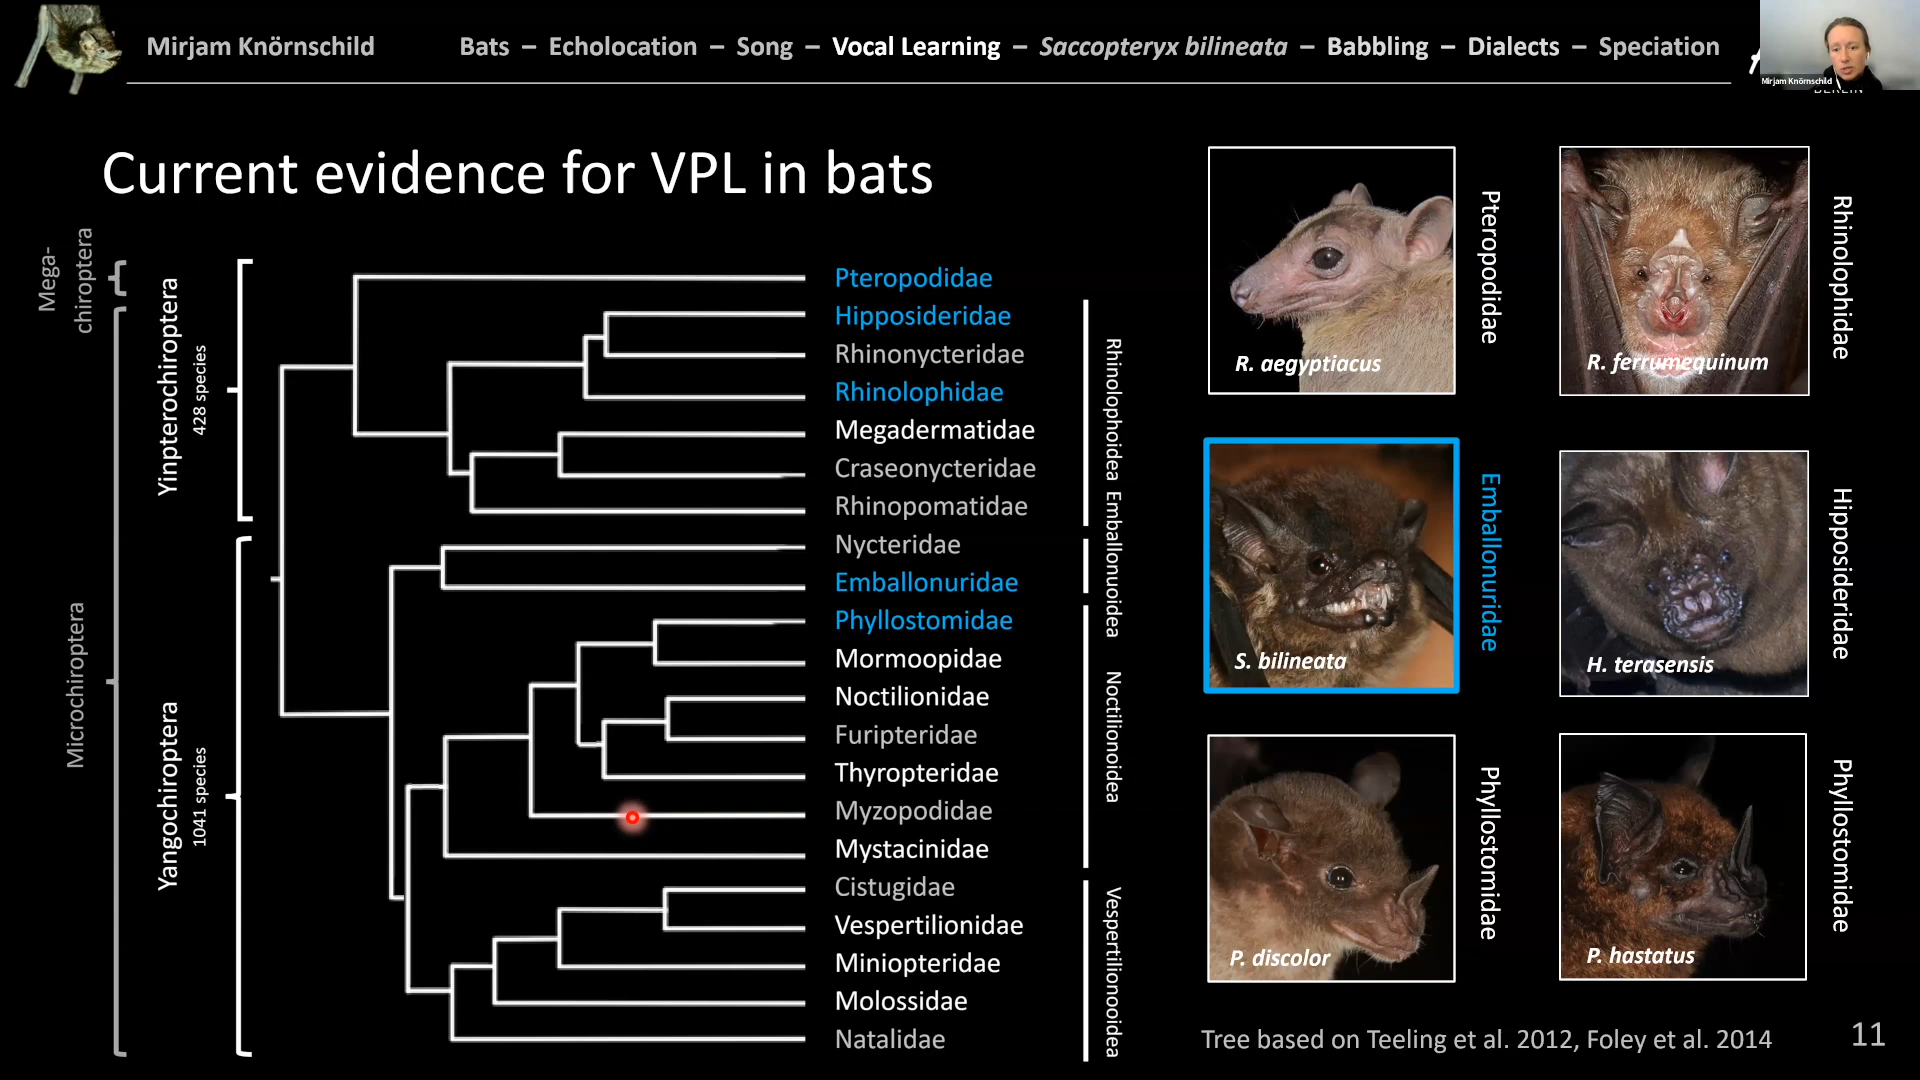 Mirjam Knörnschild
Bats – Echolocation – Song – Vocal Learning – Saccopteryx bilineata – Babbling – Dialects – Speciation
Mirjam Knörnschild
BERLIN
Current evidence for VPL in bats
Mega-
chiroptera
Microchiroptera
Yinpterochiroptera
428 species
Yangochiroptera
1041 species
Pteropodidae
Hipposideridae
Rhinonycteridae
Rhinolophidae
Megadermatidae
Craseonycteridae
Rhinopomatidae
Nycteridae
Emballonuridae
Phyllostomidae
Mormoopidae
Noctilionidae
Furipteridae
Thyropteridae
Myzopodidae
Mystacinidae
Cistugidae
Vespertilionidae
Miniopteridae
Molossidae
Natalidae
Rhinolophoidea
Emballonuoidea
Noctilionoidea
Vespertilionooidea
R. aegyptiacus
Pteropodidae
R. ferrumequinum
Rhinolophidae
S. bilineata
Emballonuridae
H. terasensis
Hipposideridae
P. discolor
Phyllostomidae
P. hastatus
Phyllostomidae
Tree based on Teeling et al. 2012, Foley et al. 2014
11